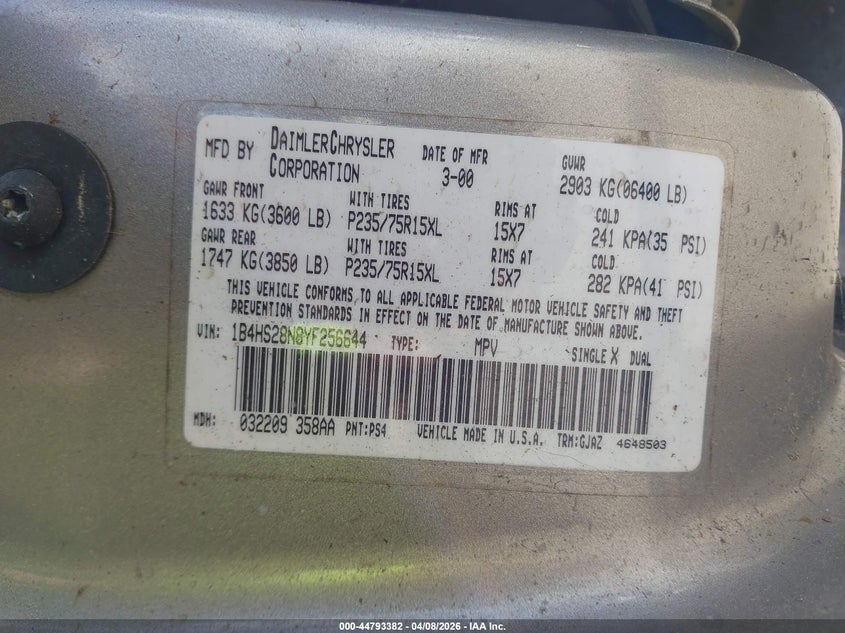 MFD BY DAIMLERCHRYSLER CORPORATION DATE OF MFR 3-00 GVWR 2903 KG(06400 LB)
GAWR FRONT WITH TIRES RIMS AT COLD
1633 KG(3600 LB) P235/75R15XL 15X7 241 KPA(35 PSI)
GAWR REAR WITH TIRES RIMS AT COLD
1747 KG(3850 LB) P235/75R15XL 15X7 282 KPA(41 PSI)
THIS VEHICLE CONFORMS TO ALL APPLICABLE FEDERAL MOTOR VEHICLE SAFETY AND THEFT
PREVENTION STANDARDS IN EFFECT ON THE DATE OF MANUFACTURE SHOWN ABOVE.
VIN: 1B4HS28N8YF256644 TYPE: MPV SINGLE X DUAL
MDH: 032209 358AA PNT:PS4 VEHICLE MADE IN U.S.A. TRM:GJAZ 4648503
000-44793382 | 04/08/2026 | IAA Inc.